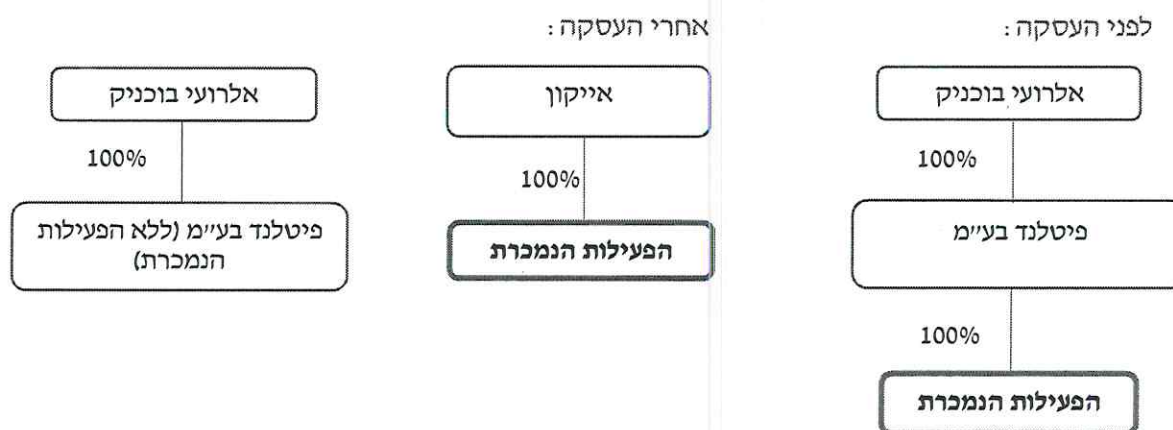 לפני העסקה:
אלרועי בוכניק
100%
פיטלנד בע״מ
100%
הפעילות הנמכרת
אחרי העסקה:
אייקון
100%
הפעילות הנמכרת
אלרועי בוכניק
100%
פיטלנד בע״מ (ללא הפעילות
הנמכרת)